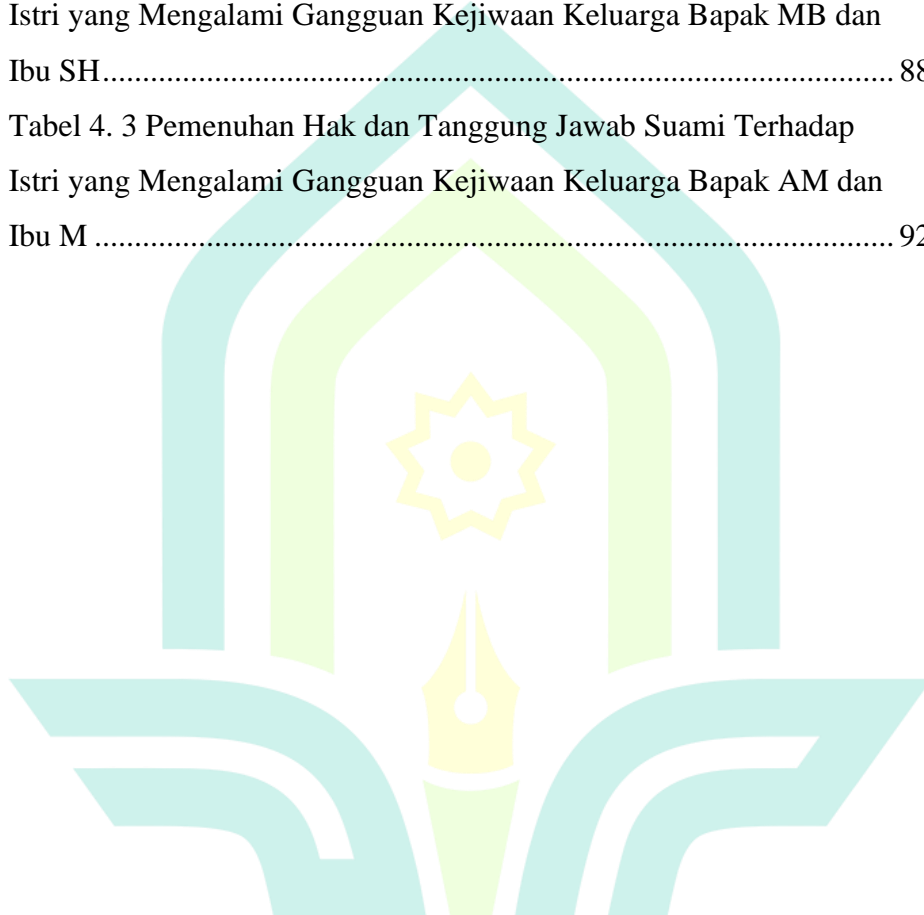 Istri yang Mengalami Gangguan Kejiwaan Keluarga Bapak MB dan
Ibu SH.................................................................................................... 88
Tabel 4. 3 Pemenuhan Hak dan Tanggung Jawab Suami Terhadap
Istri yang Mengalami Gangguan Kejiwaan Keluarga Bapak AM dan
Ibu M ..................................................................................................... 92